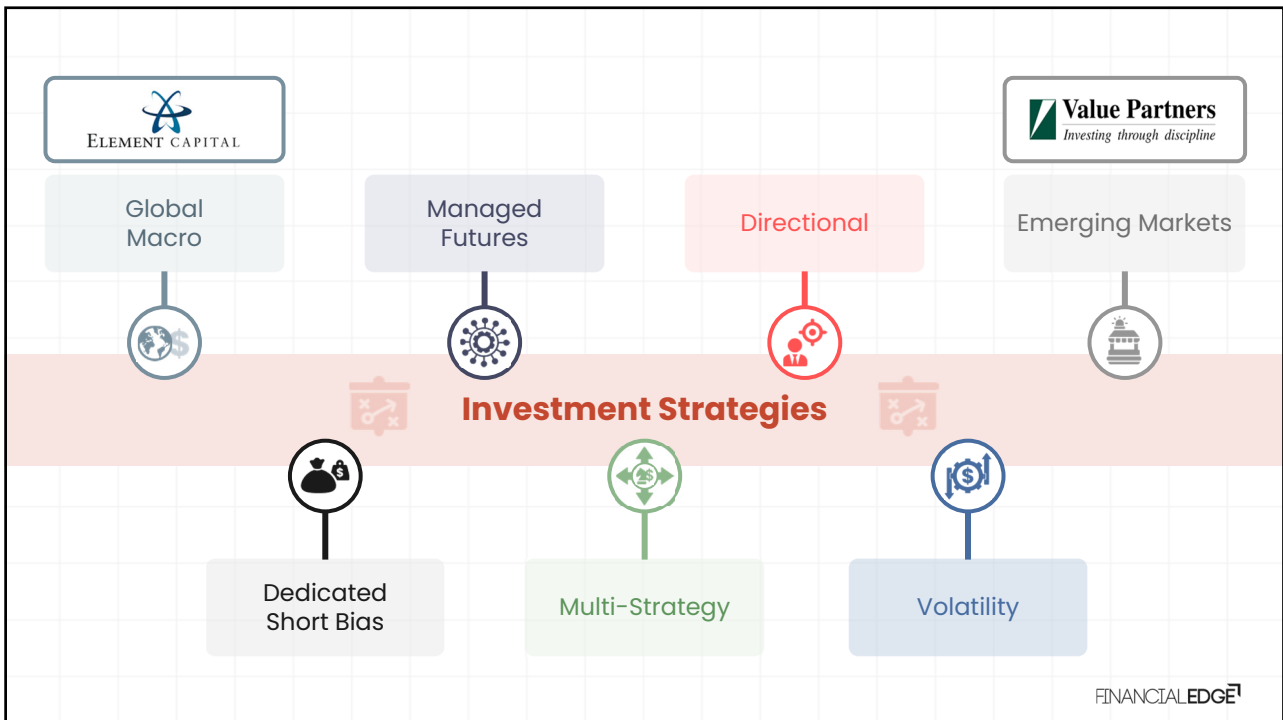 ELEMENT CAPITAL
Value Partners
Investing through discipline
Global
Macro
Managed
Futures
Directional
Emerging Markets
$
Investment Strategies
$
$
$
Dedicated
Short Bias
Multi-Strategy
Volatility
FINANCIALEDGE